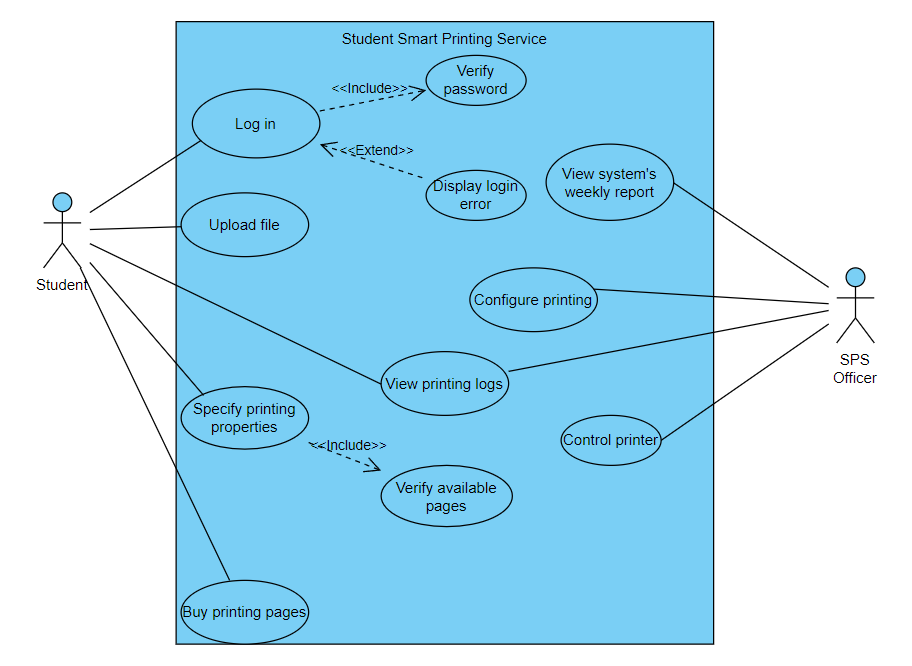 Student Smart Printing Service
Verify
password
<<Include>>
Log in
<<Extend>>
View system's
weekly report
Display login
error
Upload file
Student
Configure printing
SPS
Officer
View printing logs
Specify printing
properties
Control printer
<<Include>>
Verify available
pages
Buy printing pages